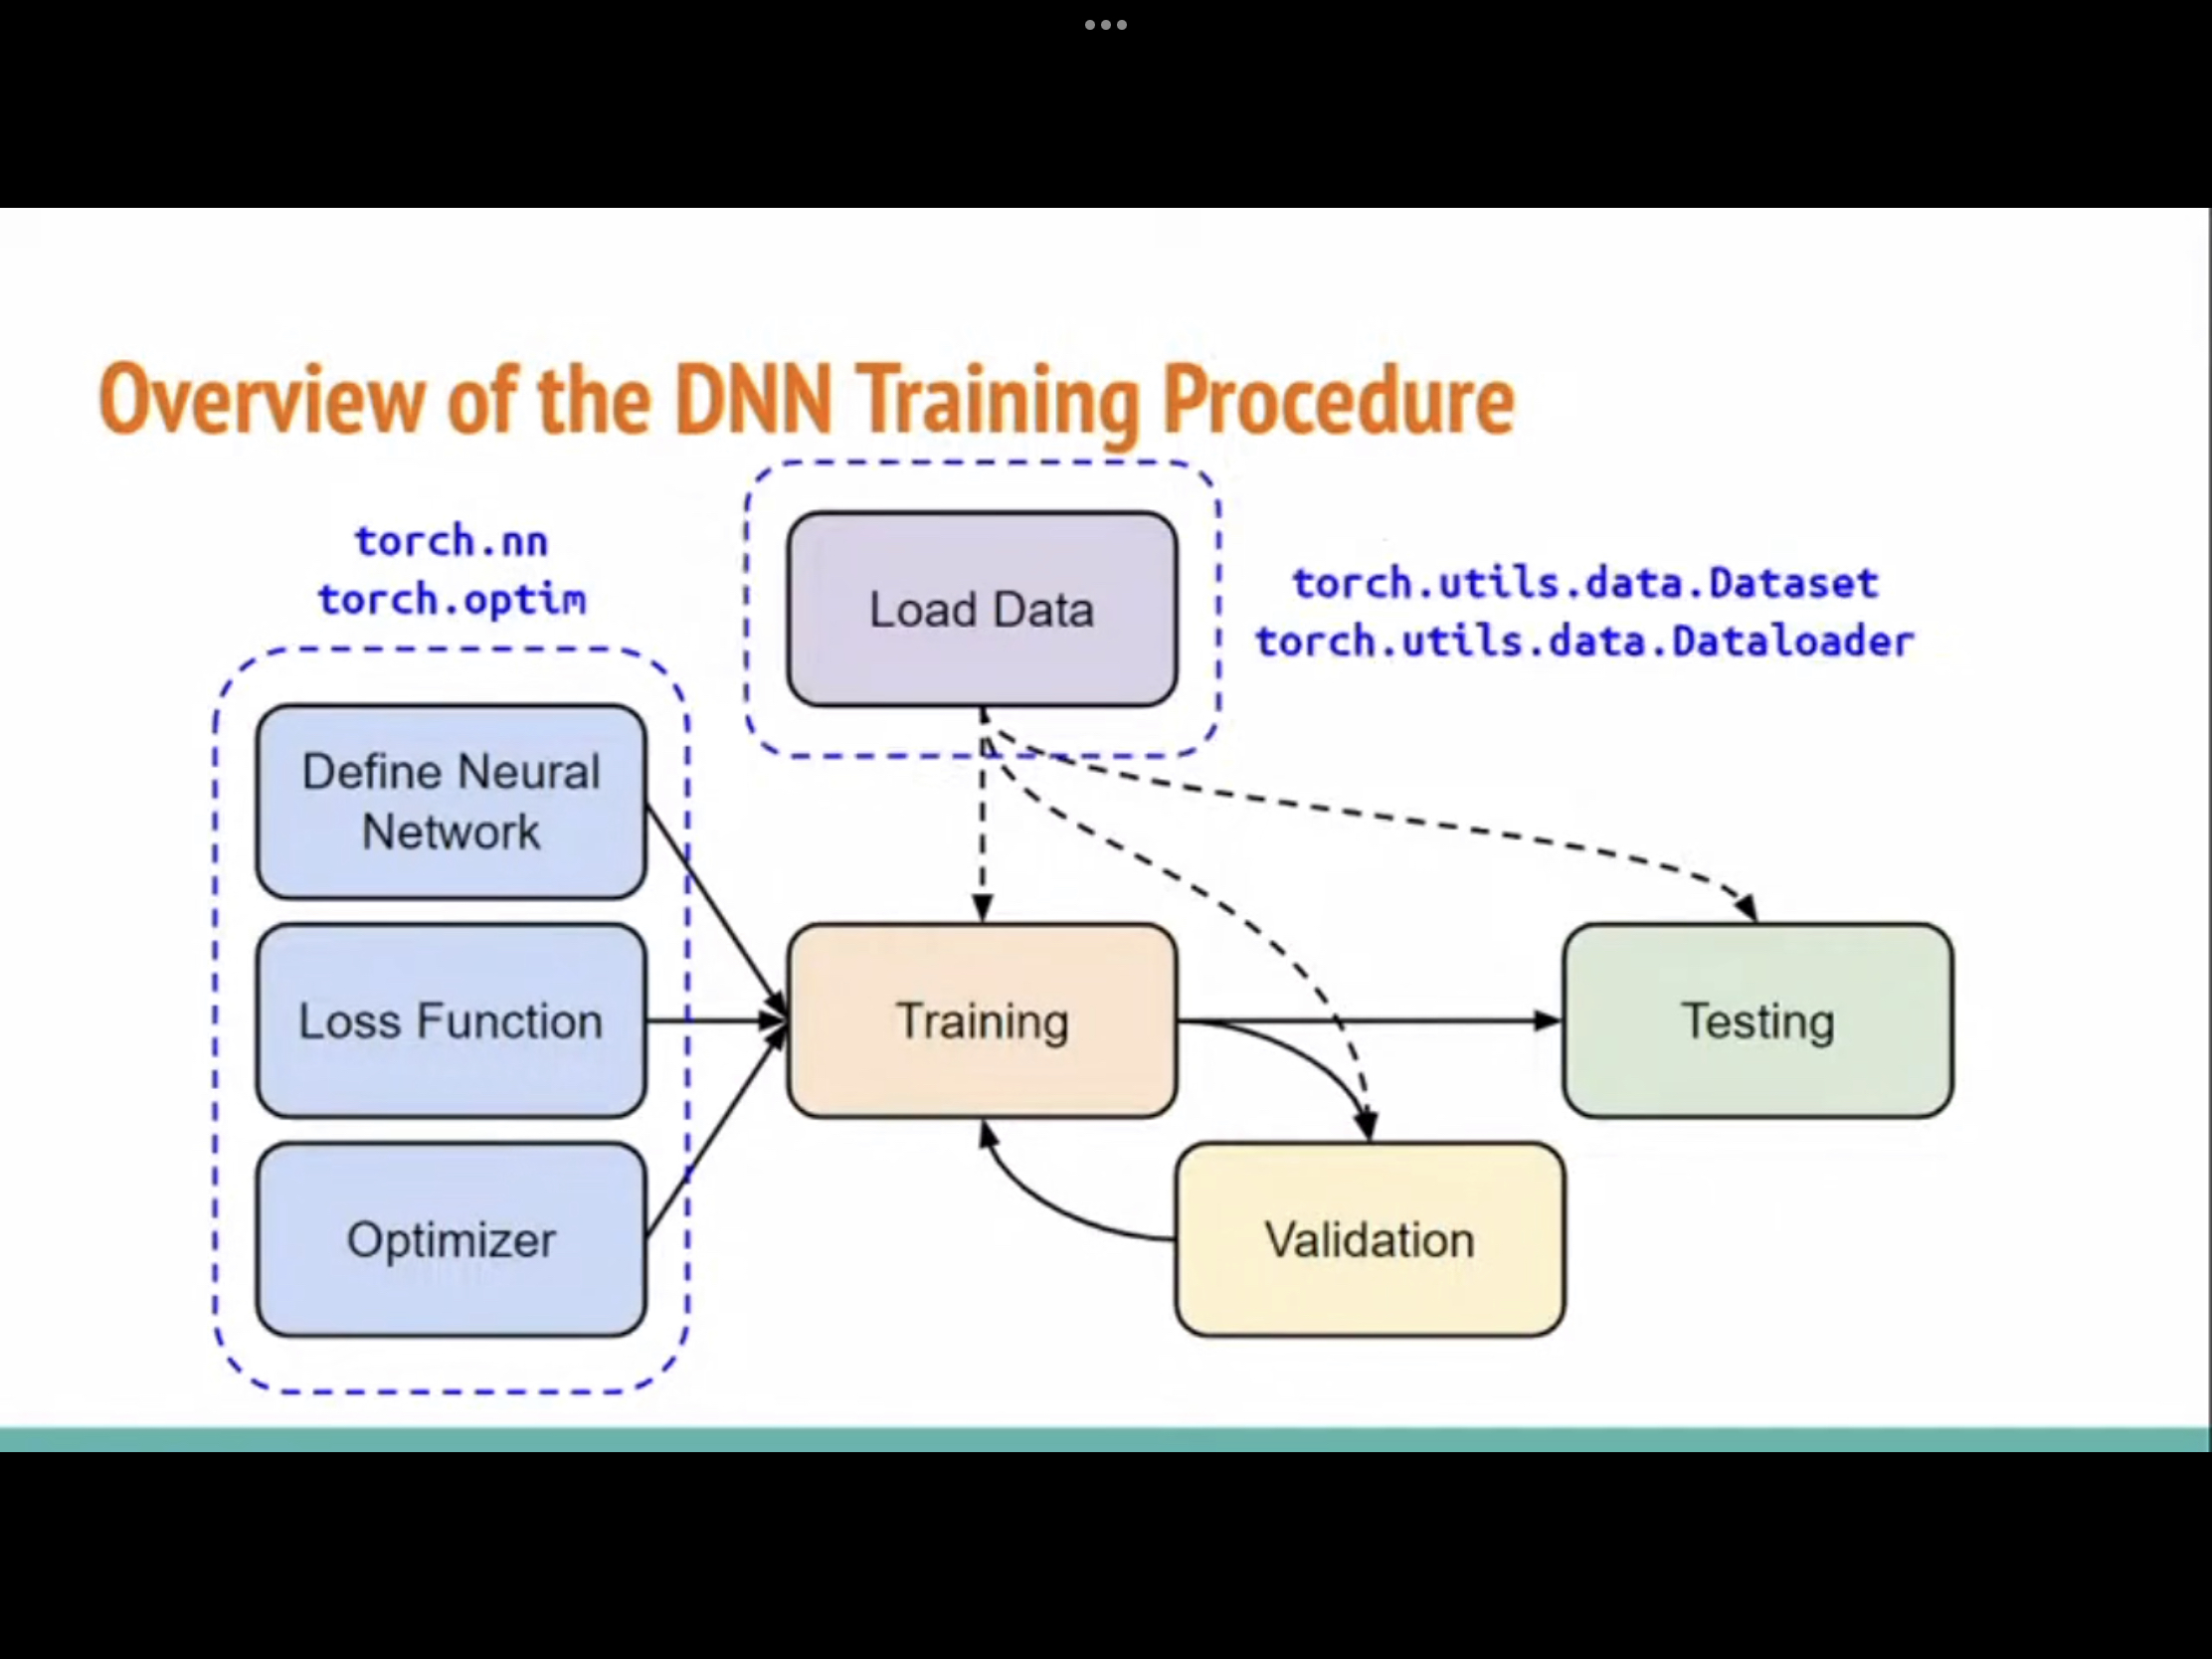 Overview of the DNN Training Procedure
torch.nn
torch.optim
Load Data
torch.utils.data.Dataset
torch.utils.data.Dataloader
Define Neural
Network
Loss Function
Optimizer
Training
Testing
Validation